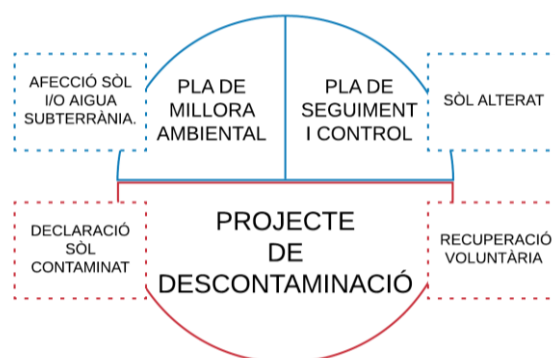 AFECCIÓ SÒL
I/O AIGUA
SUBTERRÀNIA.
PLA DE
MILLORA
AMBIENTAL
PLA DE
SEGUIMENT
I CONTROL
SÒL ALTERAT
DECLARACIÓ
SÒL
CONTAMINAT
PROJECTE
DE
DESCONTAMINACIÓ
RECUPERACIÓ
VOLUNTÀRIA